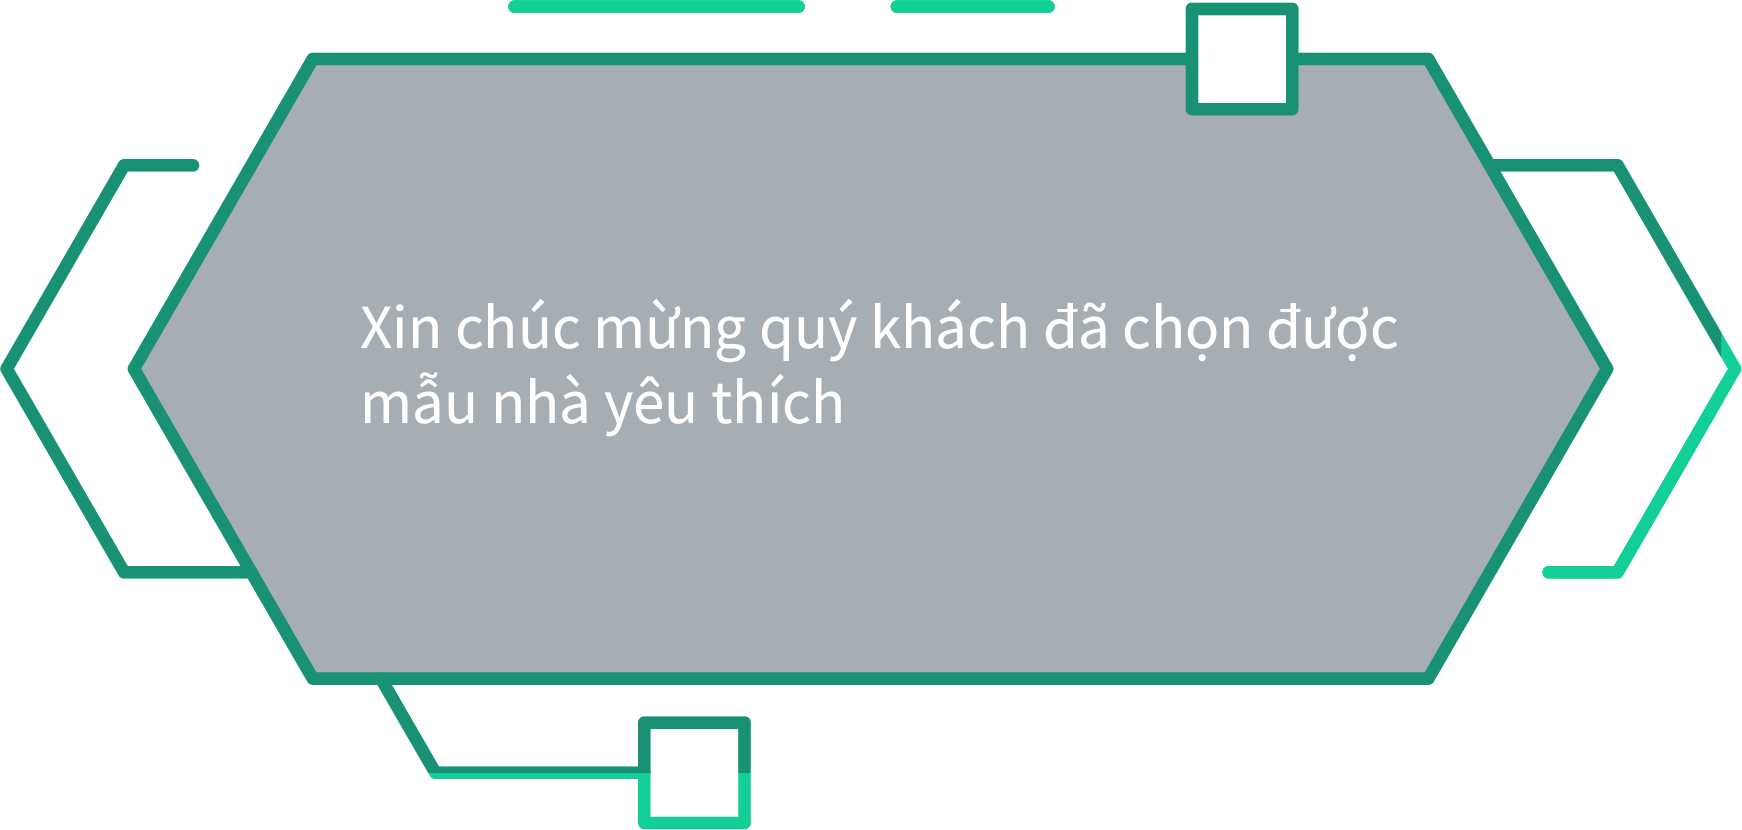 Xin chúc mừng quý khách đã chọn được
mẫu nhà yêu thích